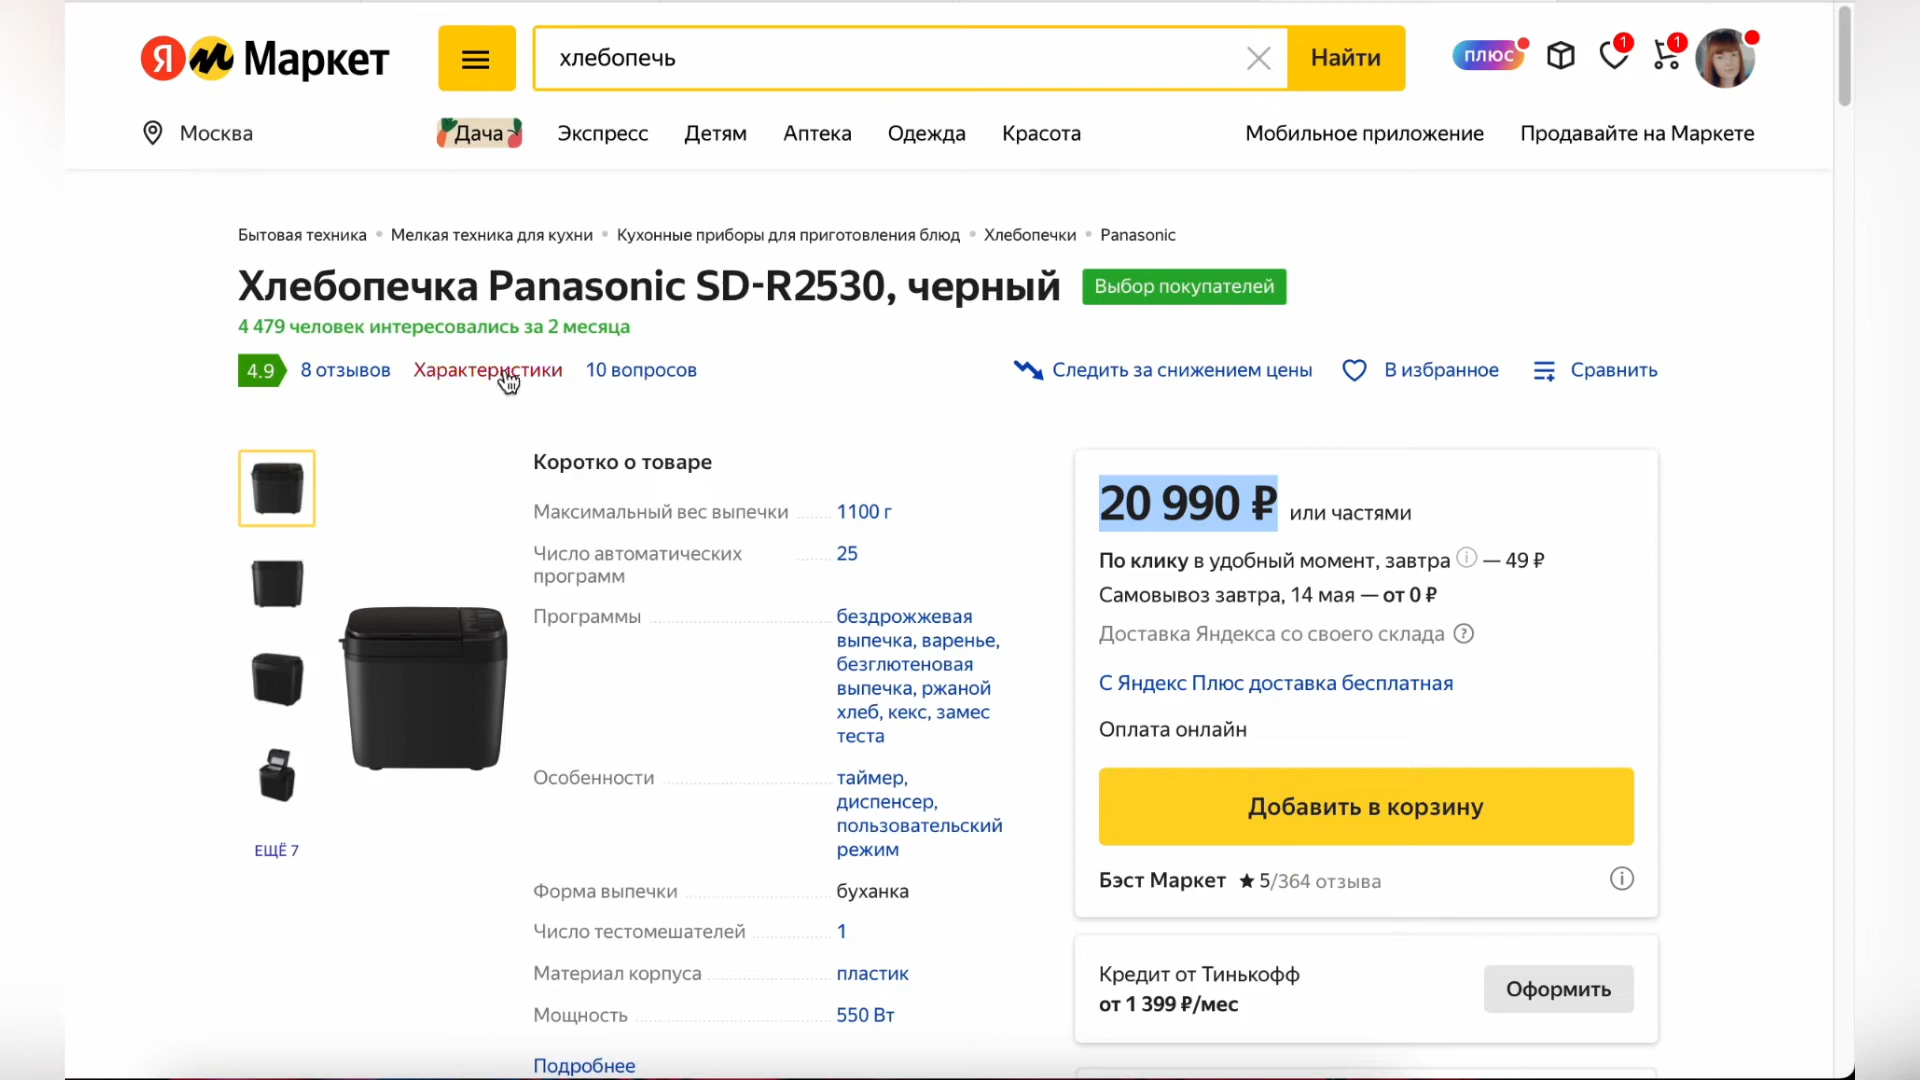 Я Маркет
хлебопечь
Найти
плюс
1
1
Москва
Дача
Экспресс
Детям
Аптека
Одежда
Красота
Мобильное приложение
Продавайте на Маркете
Бытовая техника • Мелкая техника для кухни • Кухонные приборы для приготовления блюд • Хлебопечки • Panasonic
Хлебопечка Panasonic SD-R2530, черный
Выбор покупателей
4 479 человек интересовались за 2 месяца
4.9
8 отзывов
Характеристики
10 вопросов
Следить за снижением цены
В избранное
Сравнить
ЕЩЁ 7
Коротко о товаре
Максимальный вес выпечки 1100 г
Число автоматических 25
программ
Программы бездрожжевая
выпечка, варенье,
безглютеновая
выпечка, ржаной
хлеб, кекс, замес
теста
Особенности таймер,
диспенсер,
пользовательский
режим
Форма выпечки буханка
Число тестомешателей 1
Материал корпуса пластик
Мощность 550 Вт
Подробнее
20 990 ₽ или частями
По клику в удобный момент, завтра — 49 ₽
Самовывоз завтра, 14 мая — от 0 ₽
Доставка Яндекса со своего склада
С Яндекс Плюс доставка бесплатная
Оплата онлайн
Добавить в корзину
Бэст Маркет ★ 5/364 отзыва
Кредит от Тинькофф
от 1 399 ₽/мес
Оформить